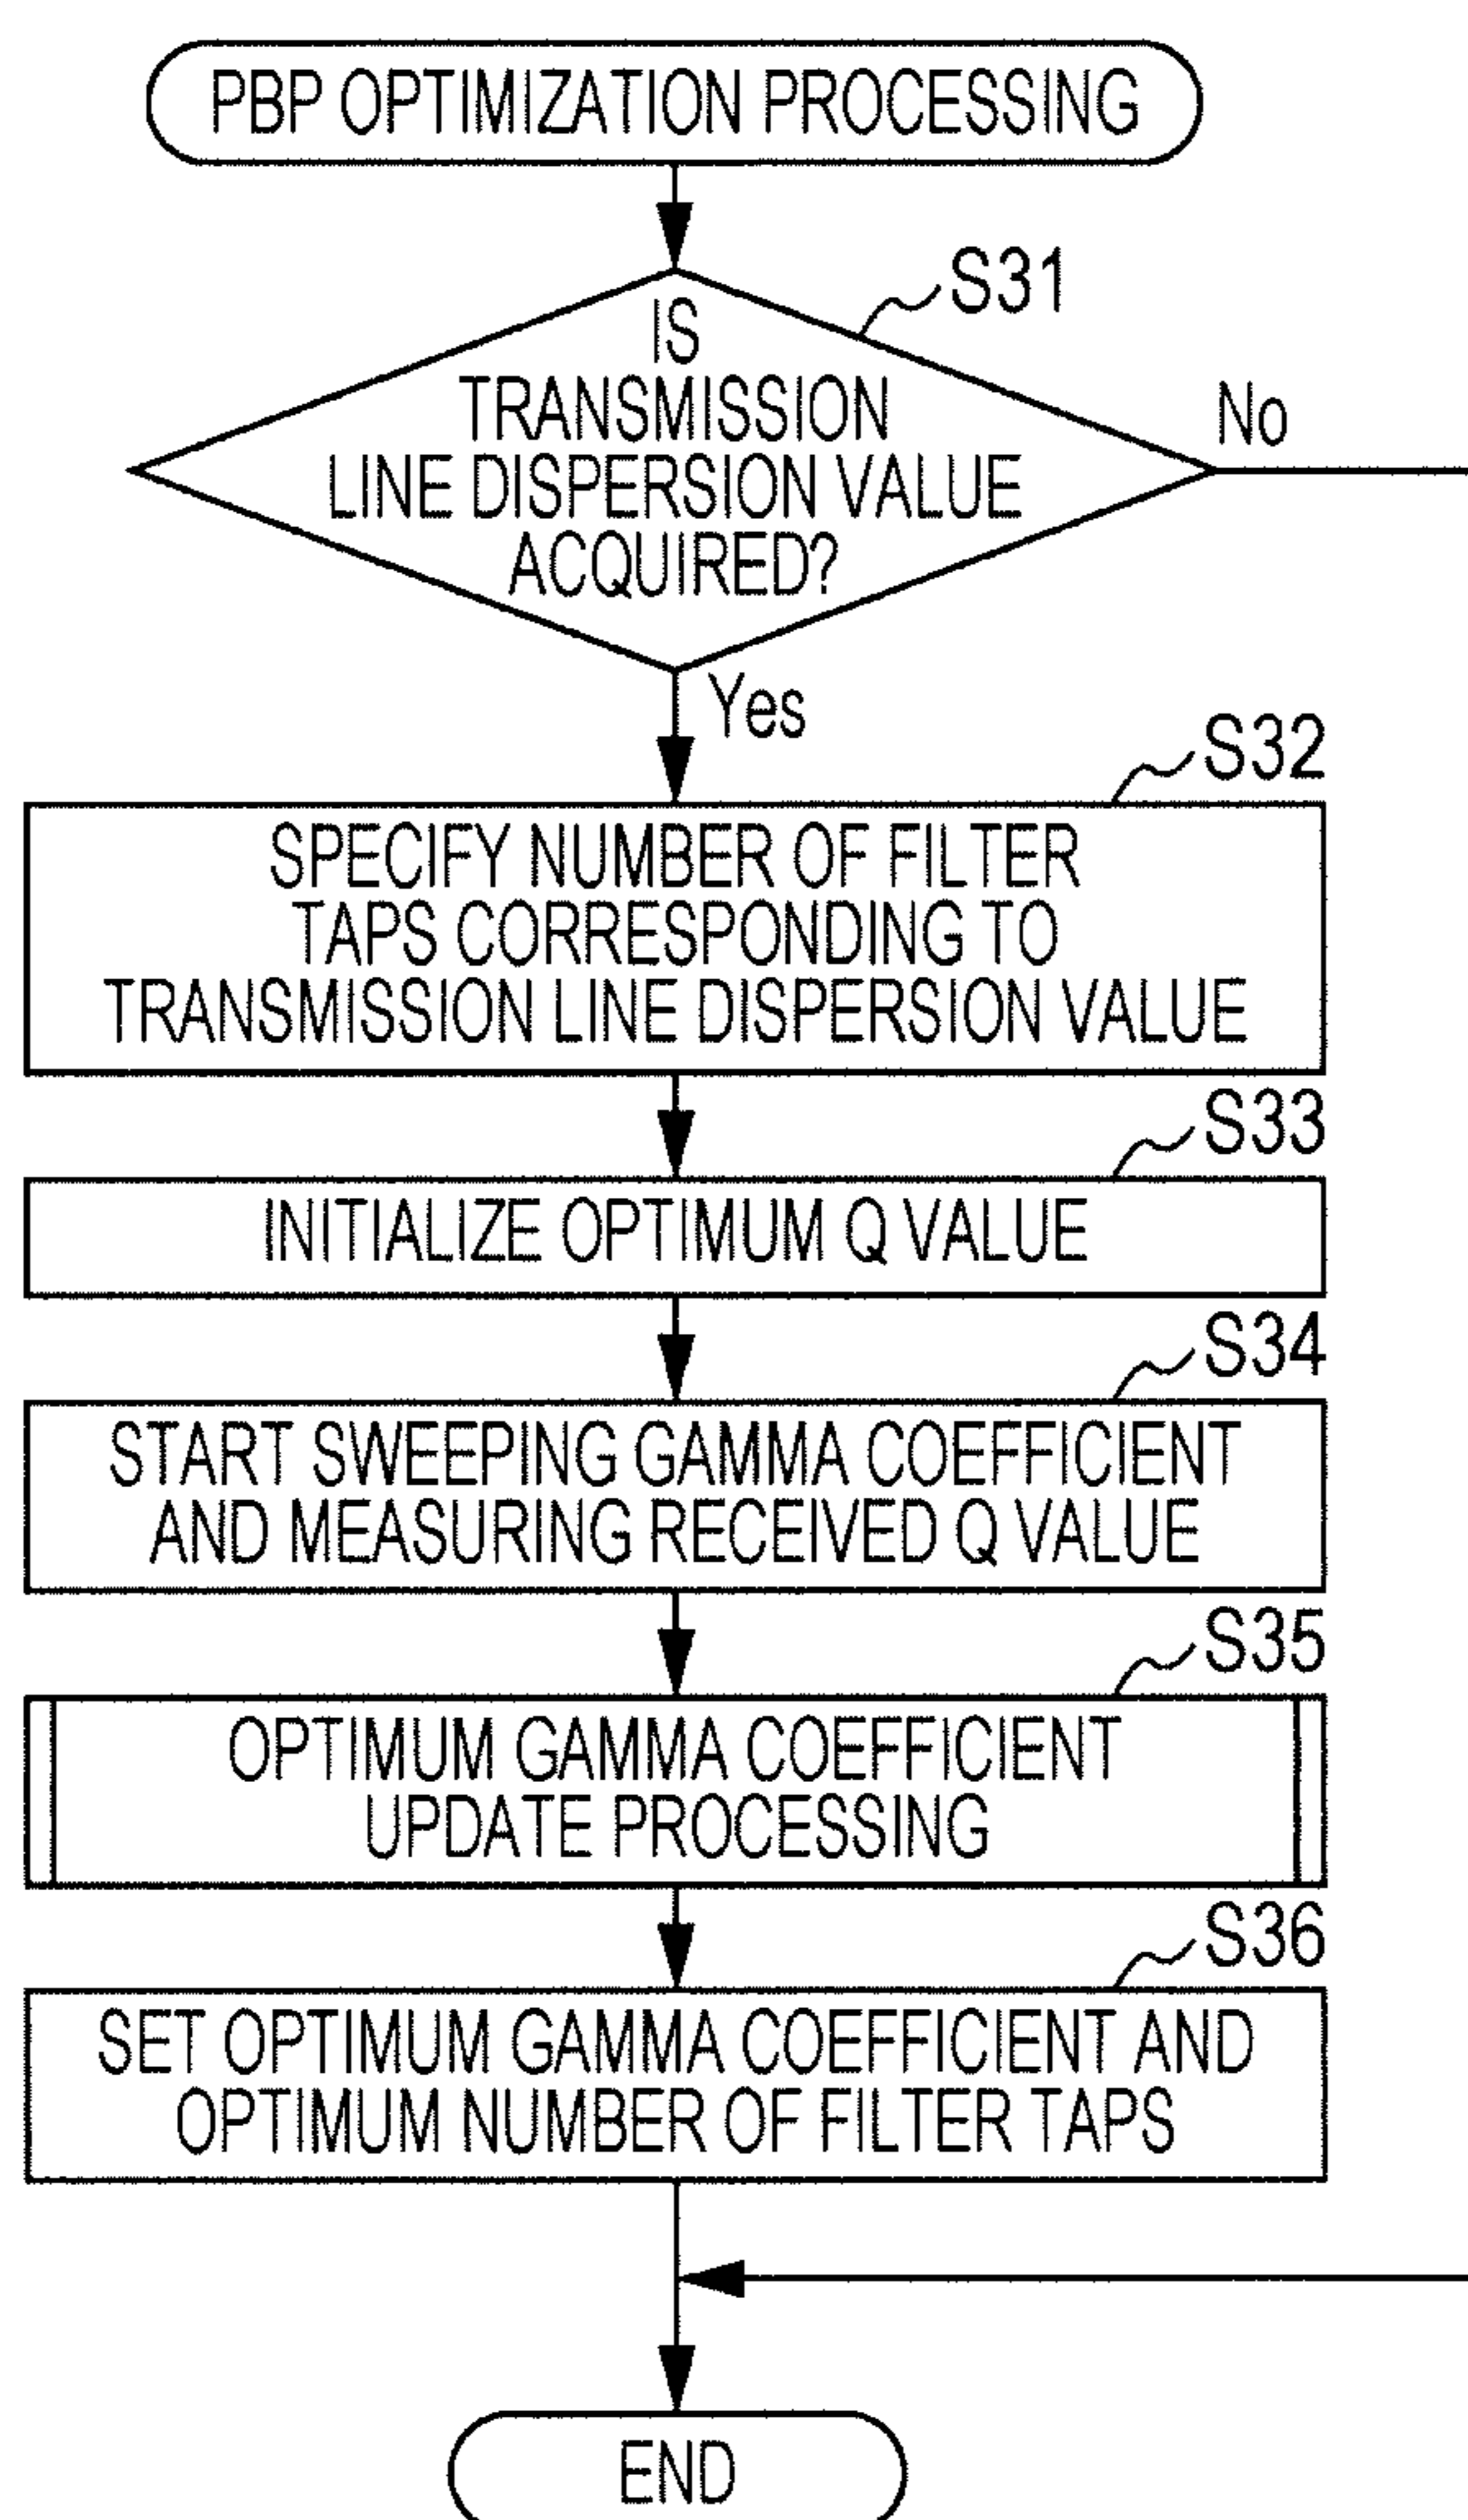 PBP OPTIMIZATION PROCESSING
S31
IS
TRANSMISSION
LINE DISPERSION VALUE
ACQUIRED?
No
Yes
S32
SPECIFY NUMBER OF FILTER
TAPS CORRESPONDING TO
TRANSMISSION LINE DISPERSION VALUE
S33
INITIALIZE OPTIMUM Q VALUE
S34
START SWEEPING GAMMA COEFFICIENT
AND MEASURING RECEIVED Q VALUE
S35
OPTIMUM GAMMA COEFFICIENT
UPDATE PROCESSING
S36
SET OPTIMUM GAMMA COEFFICIENT AND
OPTIMUM NUMBER OF FILTER TAPS
END